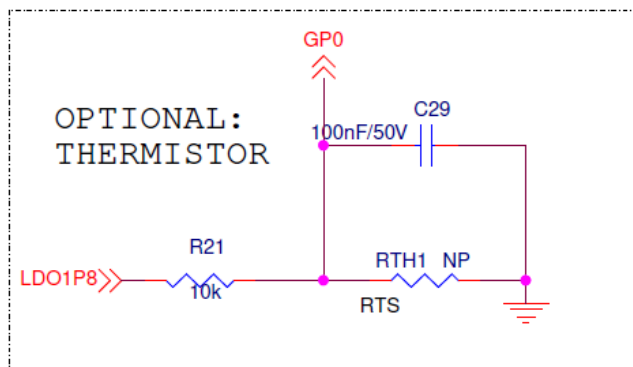 GP0
OPTIONAL:
THERMISTOR
C29
100nF/50V
R21
10k
LDO1P8
RTH1 NP
RTS